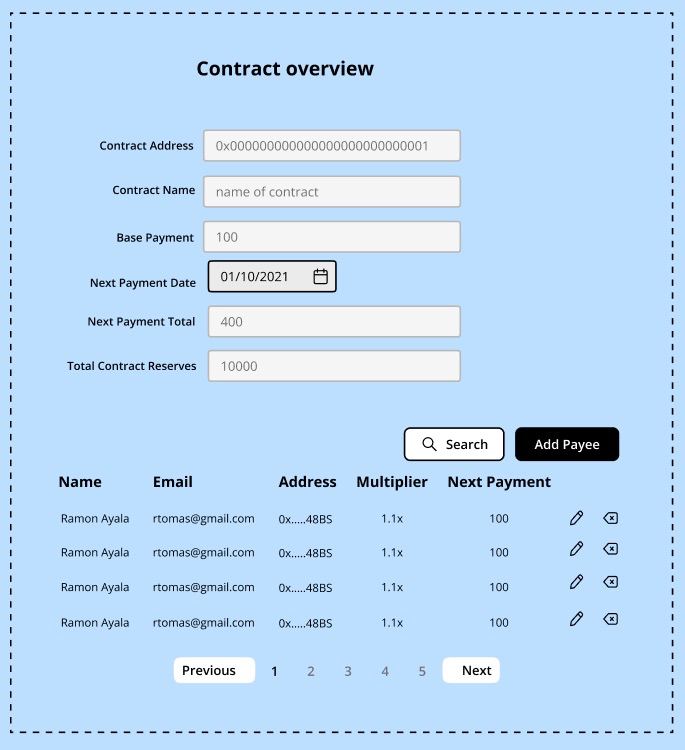 Contract overview
Contract Address 0x0000000000000000000000000001
Contract Name name of contract
Base Payment 100
Next Payment Date 01/10/2021
Next Payment Total 400
Total Contract Reserves 10000
Search Add Payee
Name Email Address Multiplier Next Payment
Ramon Ayala rtomas@gmail.com 0x.....48BS 1.1x 100
Ramon Ayala rtomas@gmail.com 0x.....48BS 1.1x 100
Ramon Ayala rtomas@gmail.com 0x.....48BS 1.1x 100
Ramon Ayala rtomas@gmail.com 0x.....48BS 1.1x 100
Previous 1 2 3 4 5 Next